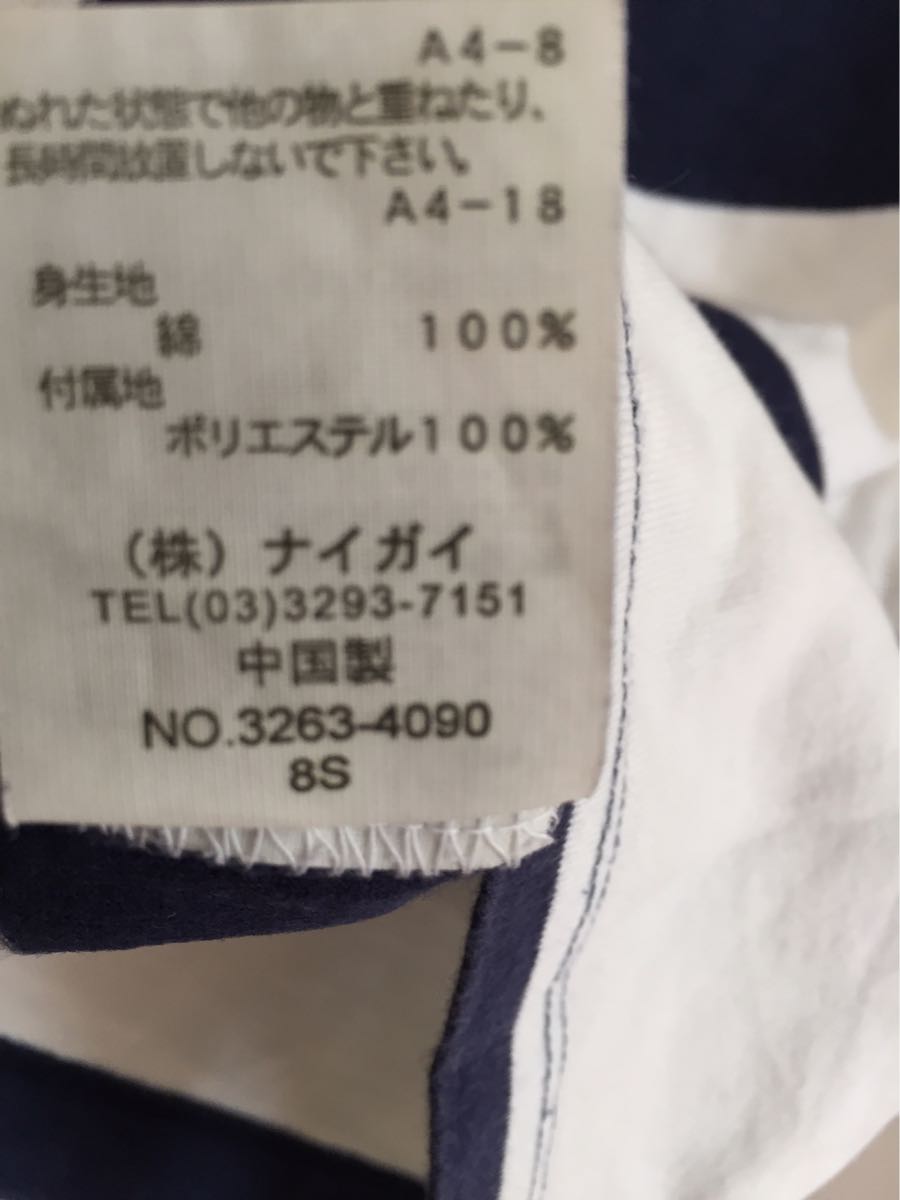 A4-8
ぬれた状態で他の物と重ねたり、
長時間放置しないで下さい。
A4-18
身生地
綿 100%
付属地
ポリエステル100%
(株) ナイガイ
TEL(03)3293-7151
中国製
NO.3263-4090
8S